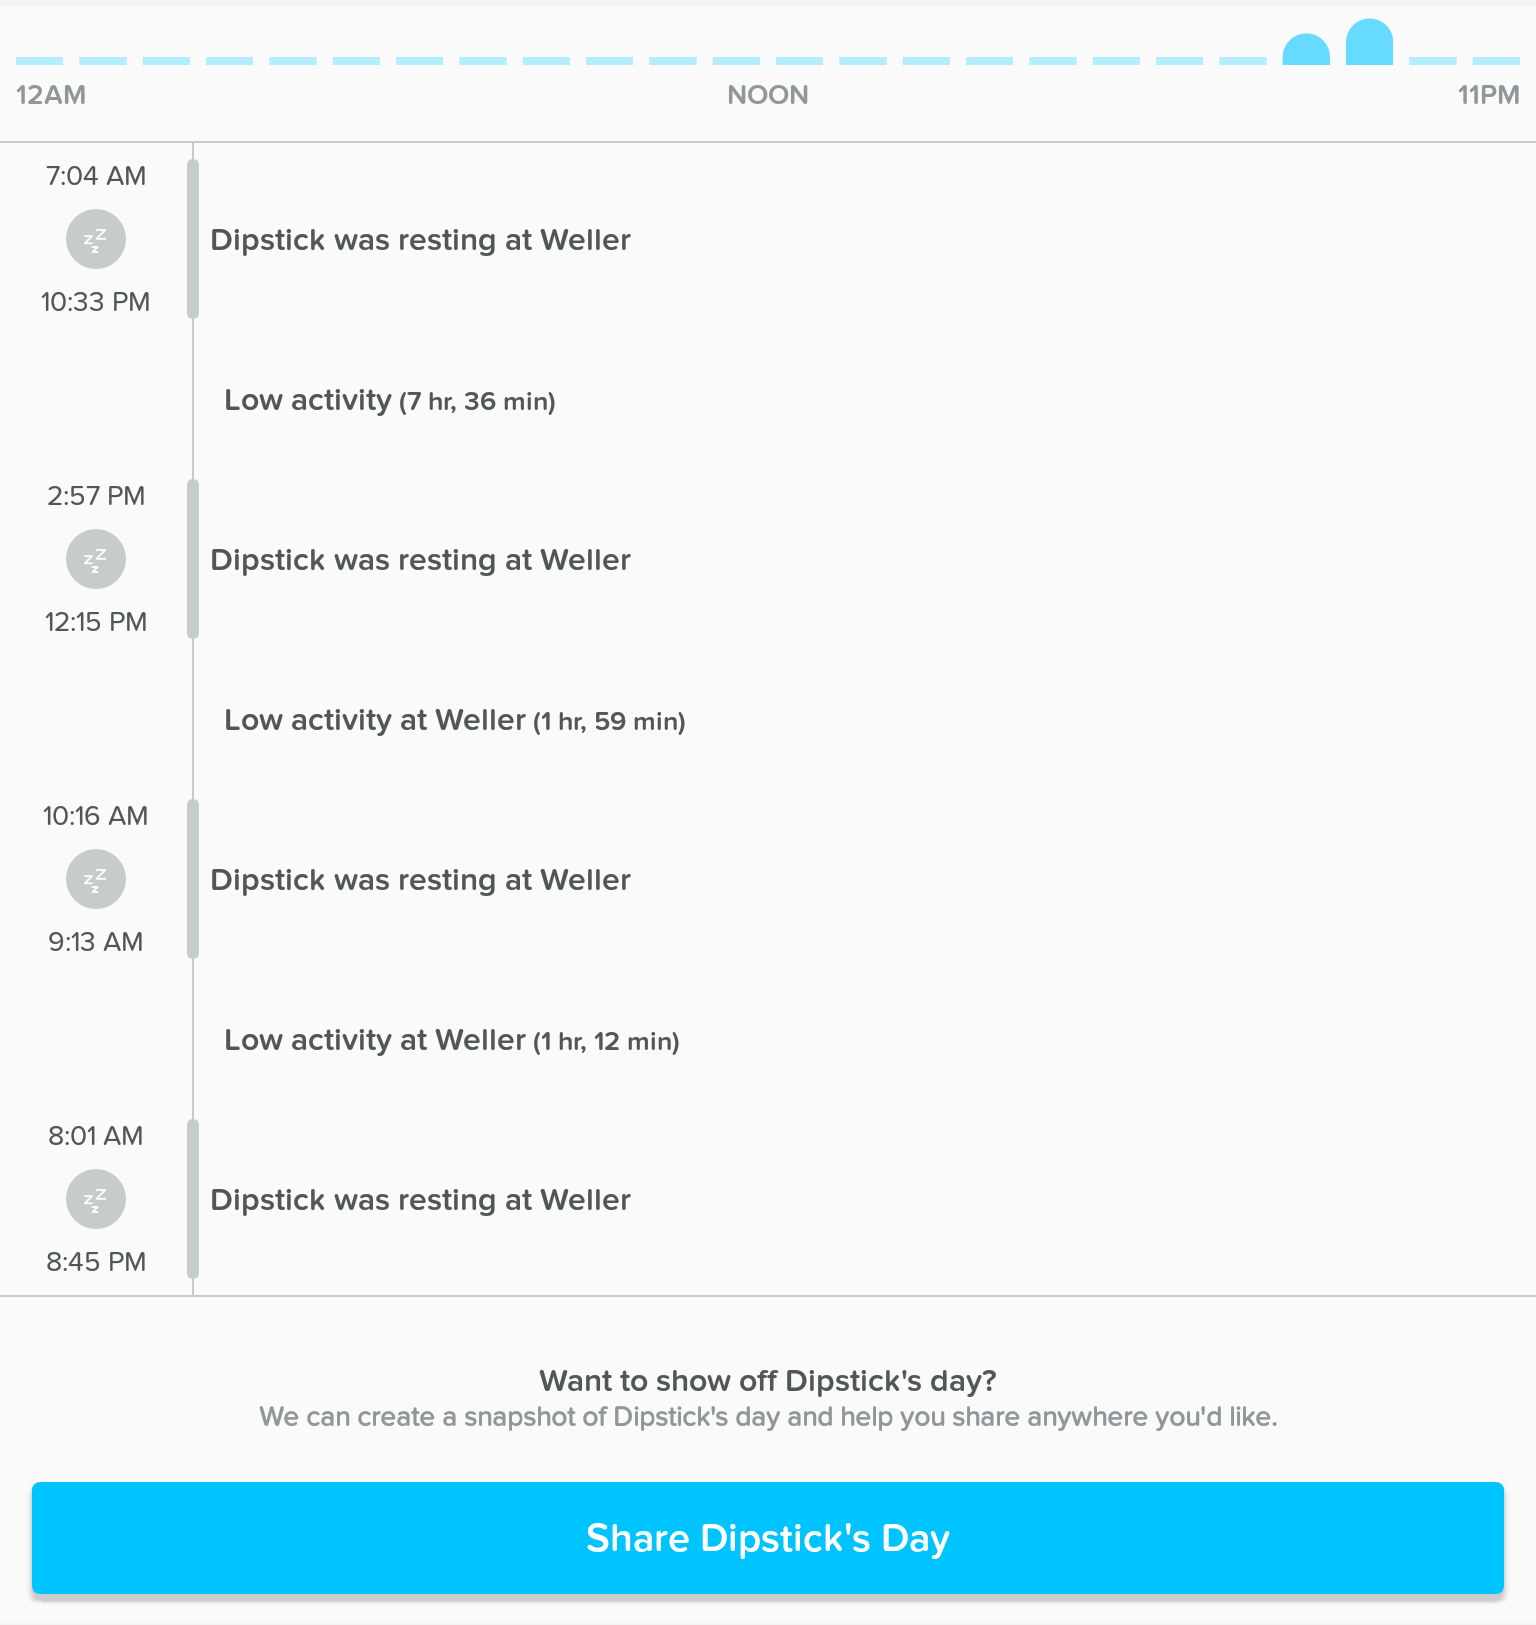 12AM NOON 11PM
7:04 AM
zZz
Dipstick was resting at Weller
10:33 PM
Low activity (7 hr, 36 min)
2:57 PM
zZz
Dipstick was resting at Weller
12:15 PM
Low activity at Weller (1 hr, 59 min)
10:16 AM
zZz
Dipstick was resting at Weller
9:13 AM
Low activity at Weller (1 hr, 12 min)
8:01 AM
zZz
Dipstick was resting at Weller
8:45 PM
Want to show off Dipstick's day?
We can create a snapshot of Dipstick's day and help you share anywhere you'd like.
Share Dipstick's Day